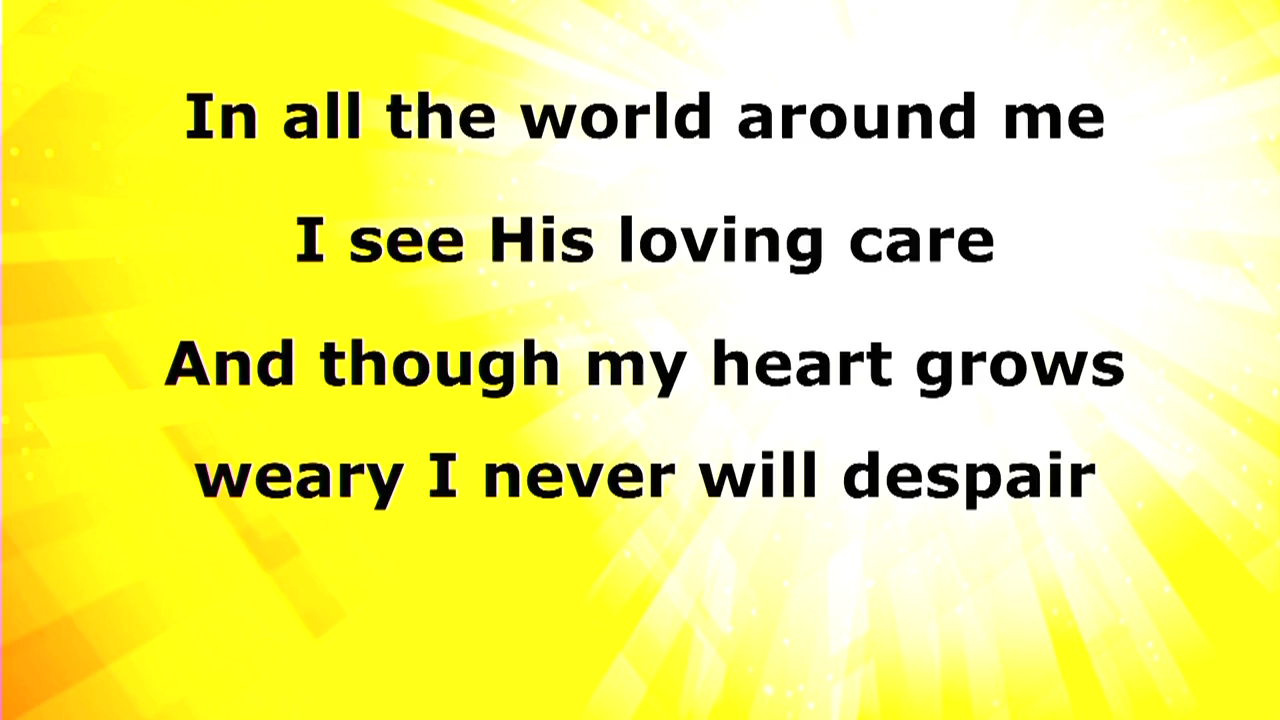 In all the world around me
I see His loving care
And though my heart grows
weary I never will despair